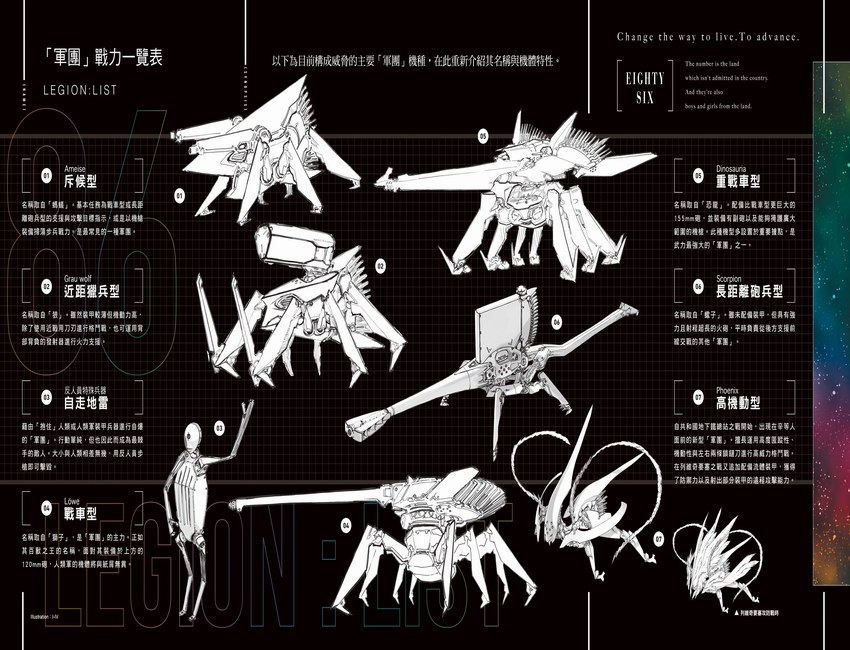 「軍團」戰力一覽表
LEGION:LIST
以下為目前構成威脅的主要「軍團」機種，在此重新介紹其名稱與機體特性。
Change the way to live.To advance.
EIGHTY
SIX
The number is the land
which isn't admitted in the country.
And they're also
boys and girls from the land.
01
Ameise
斥候型
名稱取自「螞蟻」。基本任務為戰車型或長距
離砲兵型的支援與攻擊目標指示，或是以機槍
裝備掃蕩步兵戰力，是最常見的一種軍團。
02
Grau wolf
近距獵兵型
名稱取自「狼」。雖然裝甲較薄但機動力高，
除了使用近戰用刀刃進行格鬥戰，也可運用背
部背負的發射器進行火力支援。
03
反人員特殊兵器
自走地雷
藉由「抱住」人類或人類軍裝甲兵器進行自爆
的「軍團」。行動單純，但也因此而成為最棘
手的敵人。大小與人類相差無幾，用反人員步
槍即可擊毀。
04
Löwe
戰車型
名稱取自「獅子」，是「軍團」的主力。正如
其百獸之王的名稱，面對其裝備於上方的
120mm砲，人類軍的機體將與紙屑無異。
Illustration / I-IV
01
02
03
04
05
06
07
05
Dinosauria
重戰車型
名稱取自「恐龍」。配備比戰車型更巨大的
155mm砲，並裝備有副砲以及能夠掩護廣大
範圍的機槍。此種機型多設置於重要據點，是
武力最強大的「軍團」之一。
06
Scorpion
長距離砲兵型
名稱取自「蠍子」。雖未配備裝甲，但具有強
力且射程超長的火砲，平時負責從後方支援前
線交戰的其他「軍團」。
07
Phoenix
高機動型
自共和國地下鐵總站之戰開始，出現在辛等人
面前的新型「軍團」。擅長運用高度匿蹤性、
機動性與左右兩條鎖鏈刀進行高威力格鬥戰，
在列維奇要塞之戰又追加配備流體裝甲，獲得
了防禦力以及射出部分裝甲的遠程攻擊能力。
▲ 列維奇要塞攻防戰時
86
LEGION:LIST